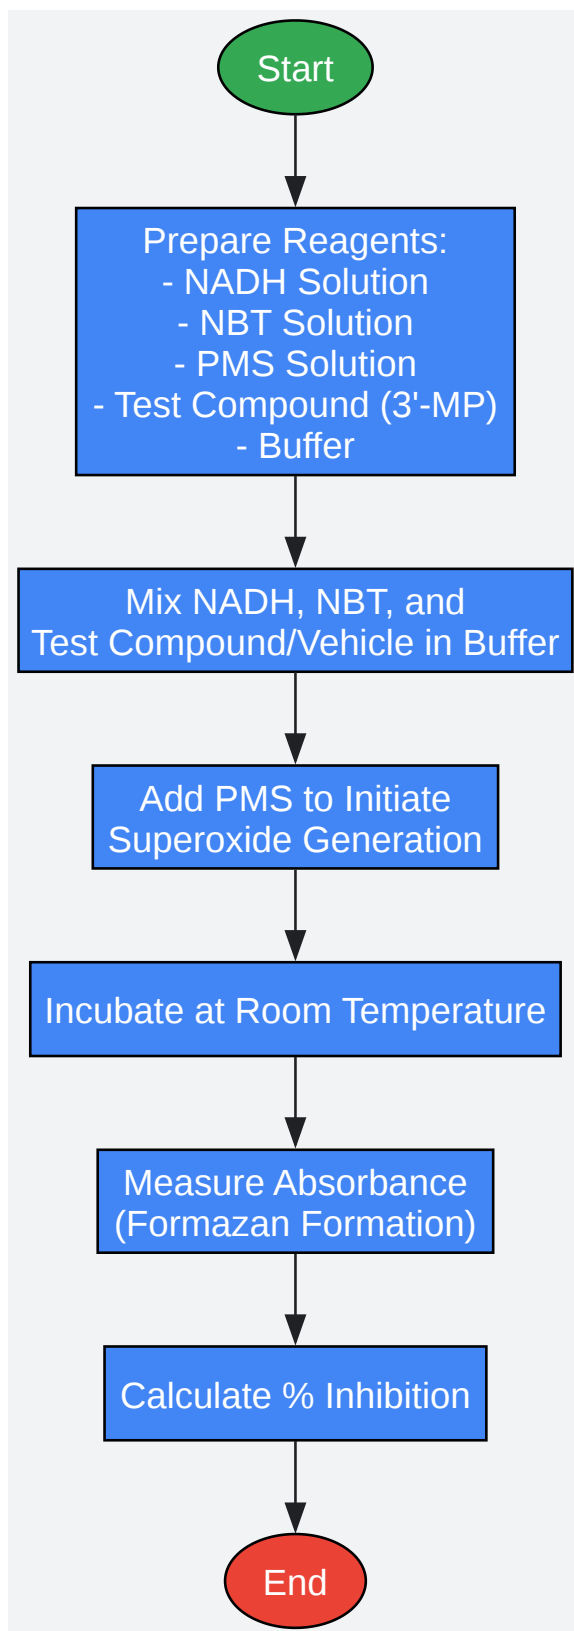 Start
Prepare Reagents:
- NADH Solution
- NBT Solution
- PMS Solution
- Test Compound (3'-MP)
- Buffer
Mix NADH, NBT, and
Test Compound/Vehicle in Buffer
Add PMS to Initiate
Superoxide Generation
Incubate at Room Temperature
Measure Absorbance
(Formazan Formation)
Calculate % Inhibition
End